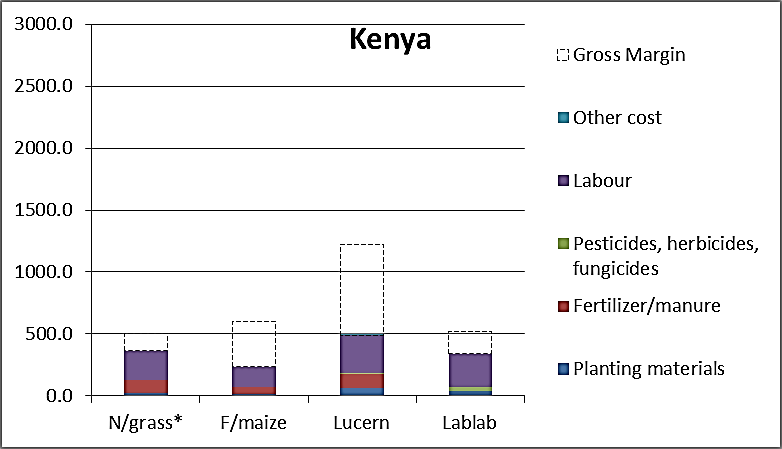 Kenya
3000.0
2500.0
2000.0
1500.0
1000.0
500.0
0.0
N/grass*
F/maize
Lucern
Lablab
Gross Margin
Other cost
Labour
Pesticides, herbicides,
fungicides
Fertilizer/manure
Planting materials